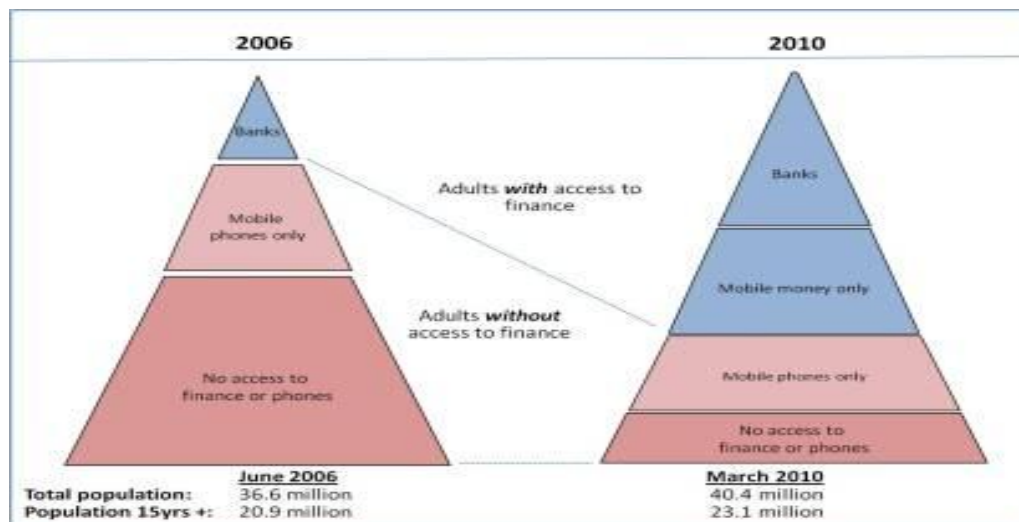 2006
2010
Banks
Mobile
phones only
No access to
finance or phones
Adults with access to
finance
Adults without
access to finance
Banks
Mobile money only
Mobile phones only
No access to
finance or phones
June 2006
March 2010
Total population: 36.6 million 40.4 million
Population 15yrs +: 20.9 million 23.1 million